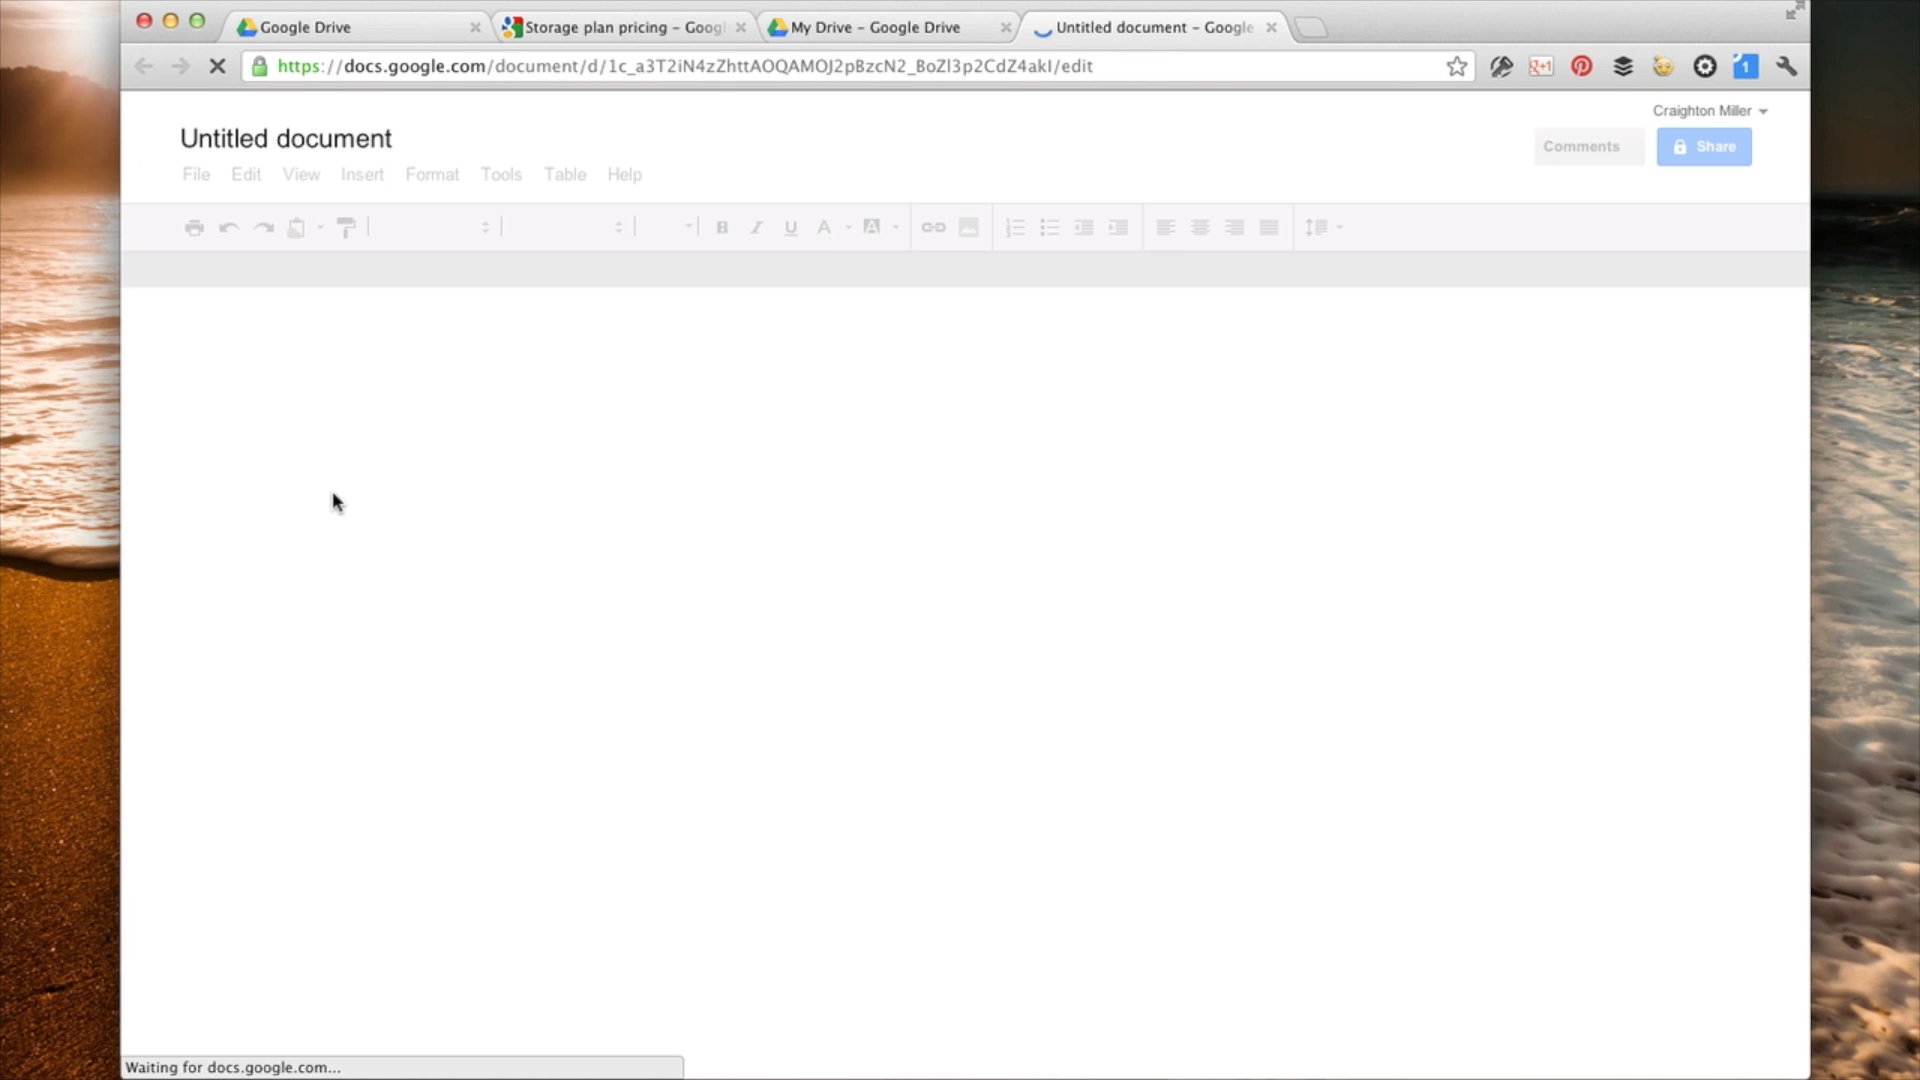 Google Drive
Storage plan pricing – Googl
My Drive – Google Drive
Untitled document – Google
https://docs.google.com/document/d/1c_a3T2iN4zZhttAOQAMOJ2pBzcN2_BoZl3p2CdZ4akI/edit
g+1
1
Craighton Miller
Untitled document
Comments
Share
File Edit View Insert Format Tools Table Help
B I U A A
Waiting for docs.google.com...